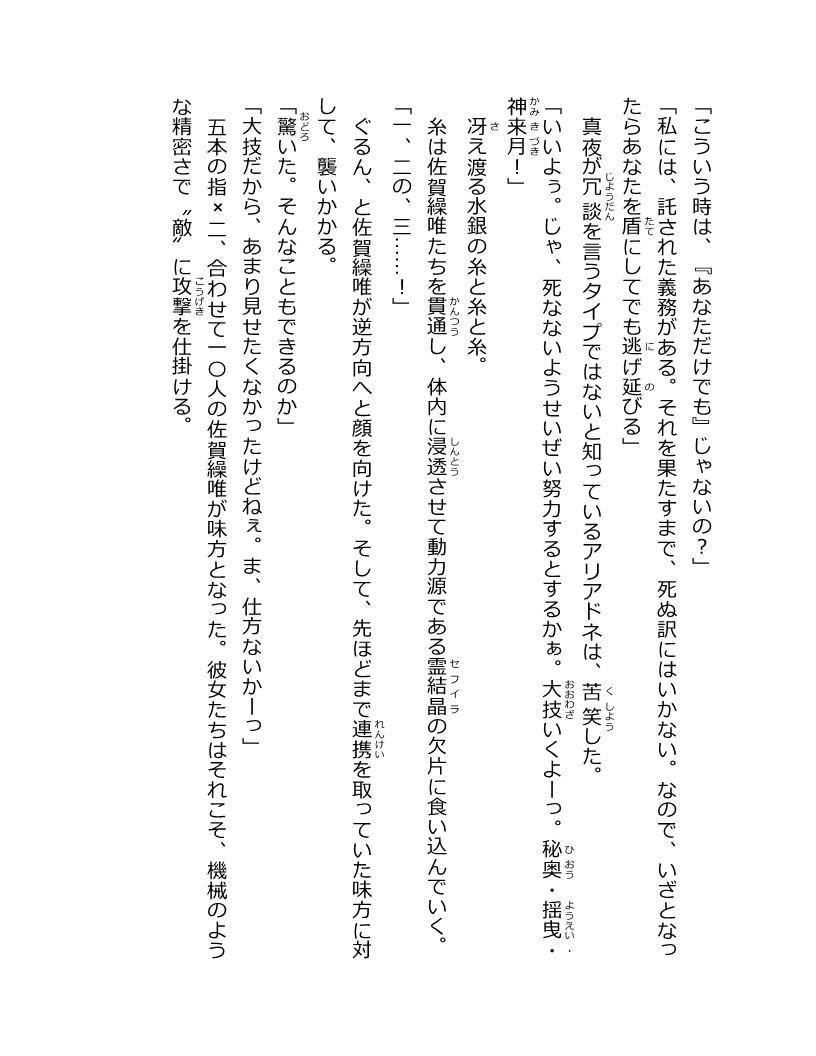 「こういう時は、『あなただけでも』じゃないの？」
「私には、託された義務がある。それを果たすまで、死ぬ訳にはいかない。なので、いざとなっ
たらあなたを盾にしてでも逃げ延びる」
真夜が冗談を言うタイプではないと知っているアリアドネは、苦笑した。
「いいよぅ。じゃ、死なないようせいぜい努力するとするかぁ。大技いくよーっ。秘奥・揺曳・
神来月！」
冴え渡る水銀の糸と糸と糸。
糸は佐賀繰唯たちを貫通し、体内に浸透させて動力源である霊結晶の欠片に食い込んでいく。
「一、二の、三……！」
ぐるん、と佐賀繰唯が逆方向へと顔を向けた。そして、先ほどまで連携を取っていた味方に対
して、襲いかかる。
「驚いた。そんなこともできるのか」
「大技だから、あまり見せたくなかったけどねぇ。ま、仕方ないかーっ」
五本の指×二、合わせて一〇人の佐賀繰唯が味方となった。彼女たちはそれこそ、機械のよう
な精密さで〝敵〟に攻撃を仕掛ける。